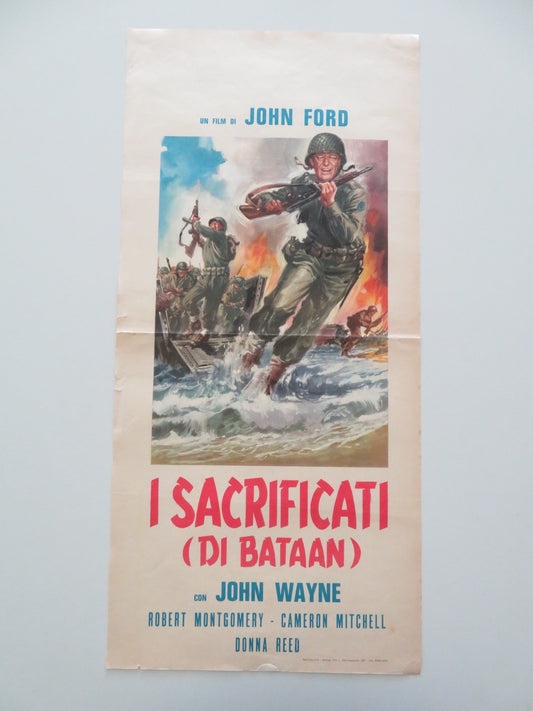 UN FILM DI JOHN FORD
I SACRIFICATI
(DI BATAAN)
CON JOHN WAYNE
ROBERT MONTGOMERY - CAMERON MITCHELL
DONNA REED